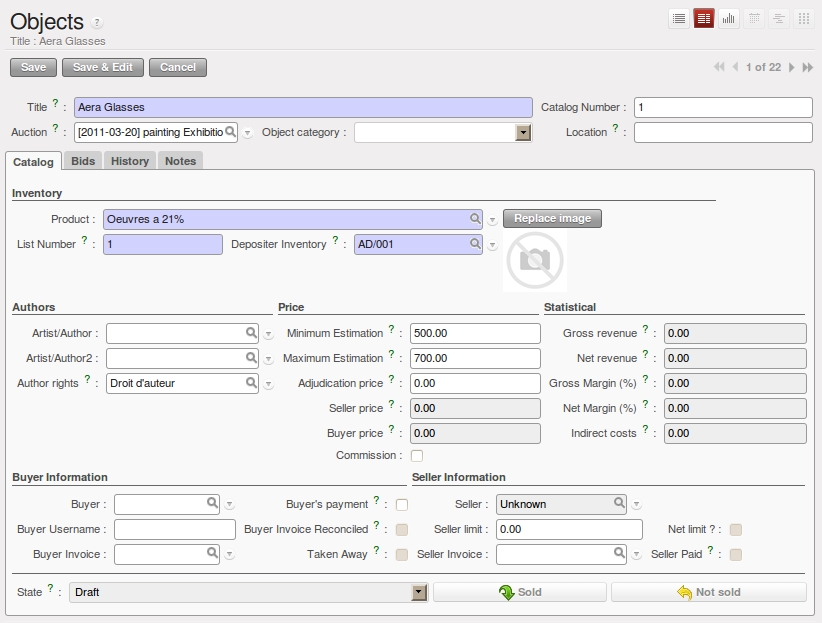 Objects ?
Title : Aera Glasses
Save Save & Edit Cancel 1 of 22
Title ? : Aera Glasses Catalog Number : 1
Auction ? : [2011-03-20] painting Exhibitio Object category : Location ? :
Catalog Bids History Notes
Inventory
Product : Oeuvres a 21% Replace image
List Number ? : 1 Depositer Inventory ? : AD/001
Authors Price Statistical
Artist/Author : Minimum Estimation ? : 500.00 Gross revenue ? : 0.00
Artist/Author2 : Maximum Estimation ? : 700.00 Net revenue ? : 0.00
Author rights ? : Droit d'auteur Adjudication price ? : 0.00 Gross Margin (%) ? : 0.00
Seller price ? : 0.00 Net Margin (%) ? : 0.00
Buyer price ? : 0.00 Indirect costs ? : 0.00
Commission :
Buyer Information Seller Information
Buyer : Buyer's payment ? : Seller : Unknown
Buyer Username : Buyer Invoice Reconciled ? : Seller limit : 0.00 Net limit ? :
Buyer Invoice : Taken Away ? : Seller Invoice : Seller Paid ? :
State ? : Draft Sold Not sold